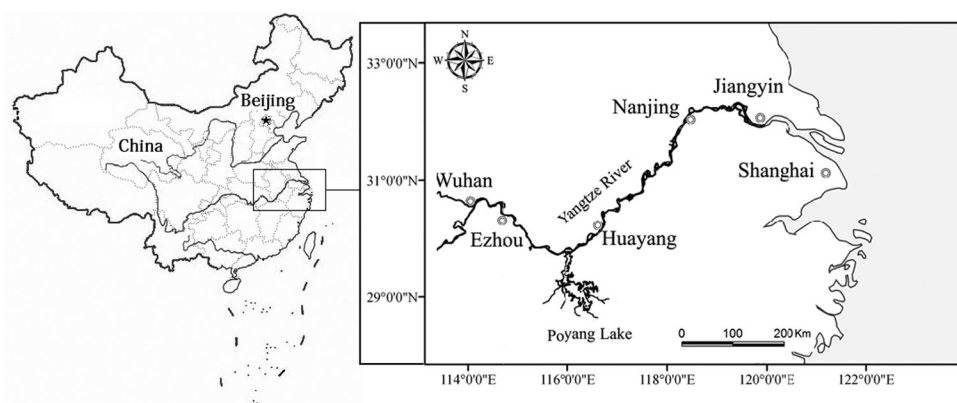 Beijing
China
N
W
E
S
33°0'0"N
31°0'0"N
29°0'0"N
Jiangyin
Nanjing
Shanghai
Yangtze River
Wuhan
Ezhou
Huayang
Poyang Lake
0 100 200 Km
114°0'0"E 116°0'0"E 118°0'0"E 120°0'0"E 122°0'0"E